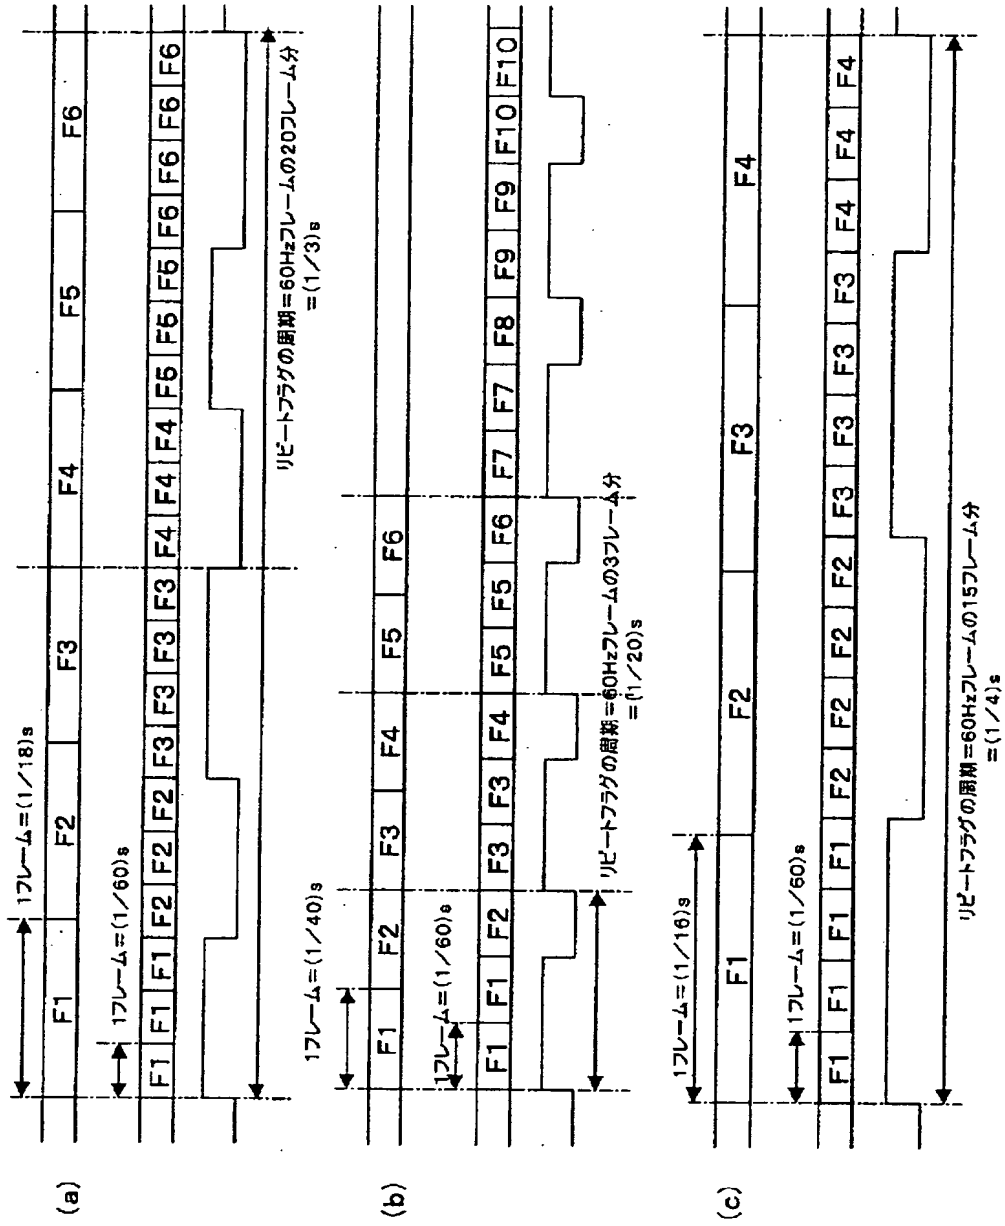 (a)
1フレーム=(1/18)s
F1 F2 F3 F4 F5 F6
1フレーム=(1/60)s
F1 F1 F1 F2 F2 F2 F3 F3 F3 F3 F4 F4 F4 F5 F5 F5 F6 F6 F6 F6
リピートフラグの周期=60Hzフレームの20フレーム分
=(1/3)s
(b)
1フレーム=(1/40)s
F1 F2 F3 F4 F5 F6
1フレーム=(1/60)s
F1 F1 F2 F3 F3 F4 F5 F5 F6 F7 F7 F8 F9 F9 F10 F10
リピートフラグの周期=60Hzフレームの3フレーム分
=(1/20)s
(c)
1フレーム=(1/16)s
F1 F2 F3 F4
1フレーム=(1/60)s
F1 F1 F1 F1 F2 F2 F2 F2 F3 F3 F3 F3 F4 F4 F4
リピートフラグの周期=60Hzフレームの15フレーム分
=(1/4)s